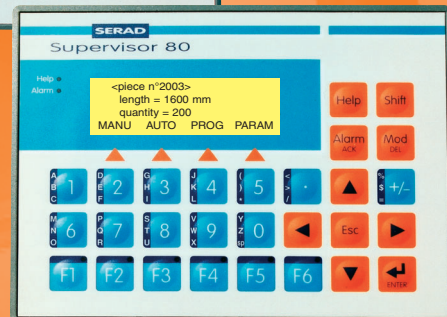 SERAD
Supervisor 80
Help
Alarm
<piece n°2003>
length = 1600 mm
quantity = 200
MANU AUTO PROG PARAM
Help Shift
Alarm ACK Mod DEL
A B C 1 D E F 2 G H I 3 J K L 4 ( ) * 5 < > / . % $ = +/-
M N O 6 P Q R 7 S T U 8 V W X 9 Y Z sp 0 Esc
F1 F2 F3 F4 F5 F6 ENTER